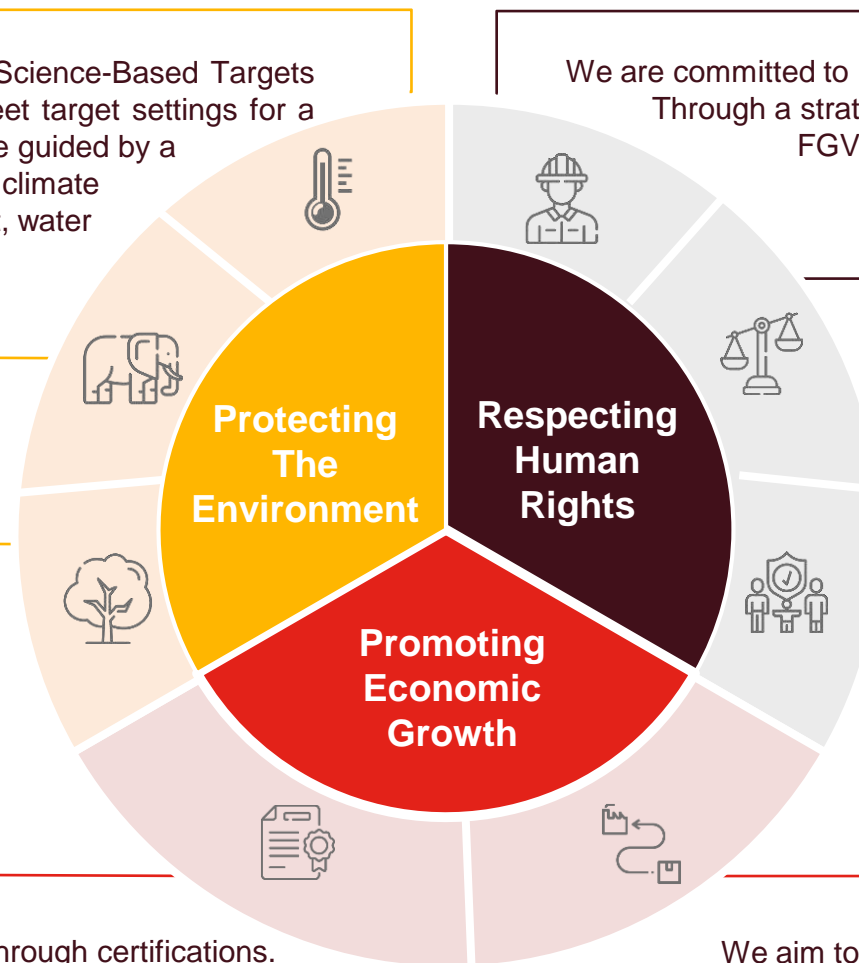 Science-Based Targets
eet target settings for a
e guided by a
climate
, water
We are committed to
Through a strat
FGV
Protecting
The
Environment
Respecting
Human
Rights
Promoting
Economic
Growth
hrough certifications.
We aim to